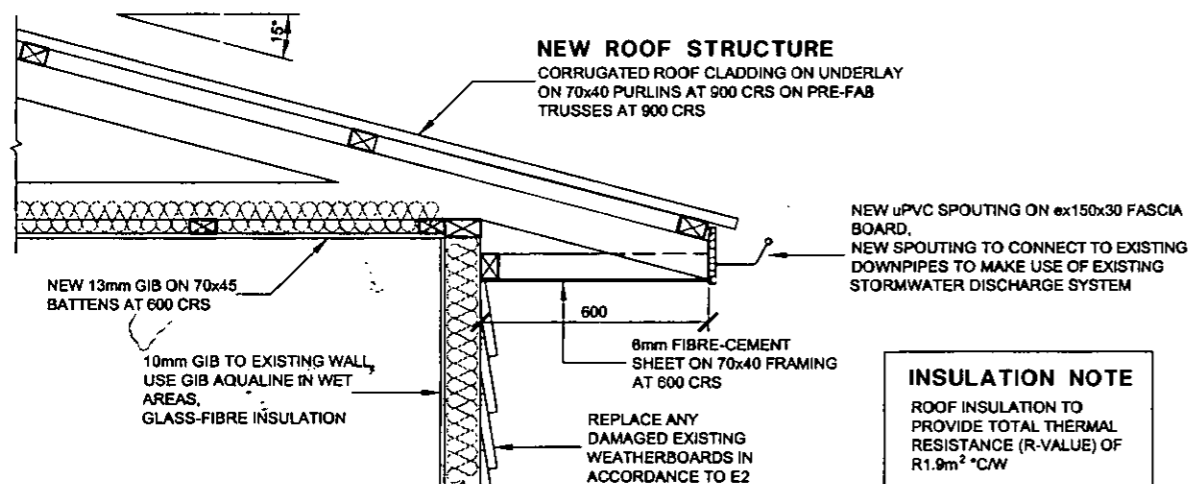 15°
NEW ROOF STRUCTURE
CORRUGATED ROOF CLADDING ON UNDERLAY
ON 70x40 PURLINS AT 900 CRS ON PRE-FAB
TRUSSES AT 900 CRS
NEW uPVC SPOUTING ON ex150x30 FASCIA
BOARD,
NEW SPOUTING TO CONNECT TO EXISTING
DOWNPIPES TO MAKE USE OF EXISTING
STORMWATER DISCHARGE SYSTEM
NEW 13mm GIB ON 70x45
BATTENS AT 600 CRS
600
6mm FIBRE-CEMENT
SHEET ON 70x40 FRAMING
AT 600 CRS
10mm GIB TO EXISTING WALL,
USE GIB AQUALINE IN WET
AREAS,
GLASS-FIBRE INSULATION
REPLACE ANY
DAMAGED EXISTING
WEATHERBOARDS IN
ACCORDANCE TO E2
INSULATION NOTE
ROOF INSULATION TO
PROVIDE TOTAL THERMAL
RESISTANCE (R-VALUE) OF
R1.9m² °C/W